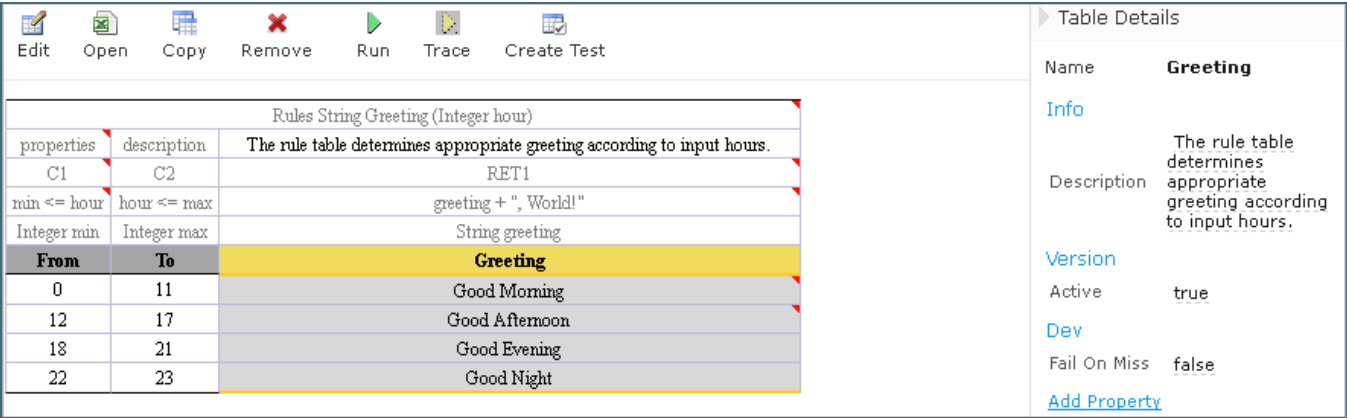 Edit Open Copy Remove Run Trace Create Test
Rules String Greeting (Integer hour)
properties description The rule table determines appropriate greeting according to input hours.
C1 C2 RET1
min <= hour hour <= max greeting + ", World!"
Integer min Integer max String greeting
From To Greeting
0 11 Good Morning
12 17 Good Afternoon
18 21 Good Evening
22 23 Good Night
Table Details
Name Greeting
Info
Description The rule table
determines
appropriate
greeting according
to input hours.
Version
Active true
Dev
Fail On Miss false
Add Property